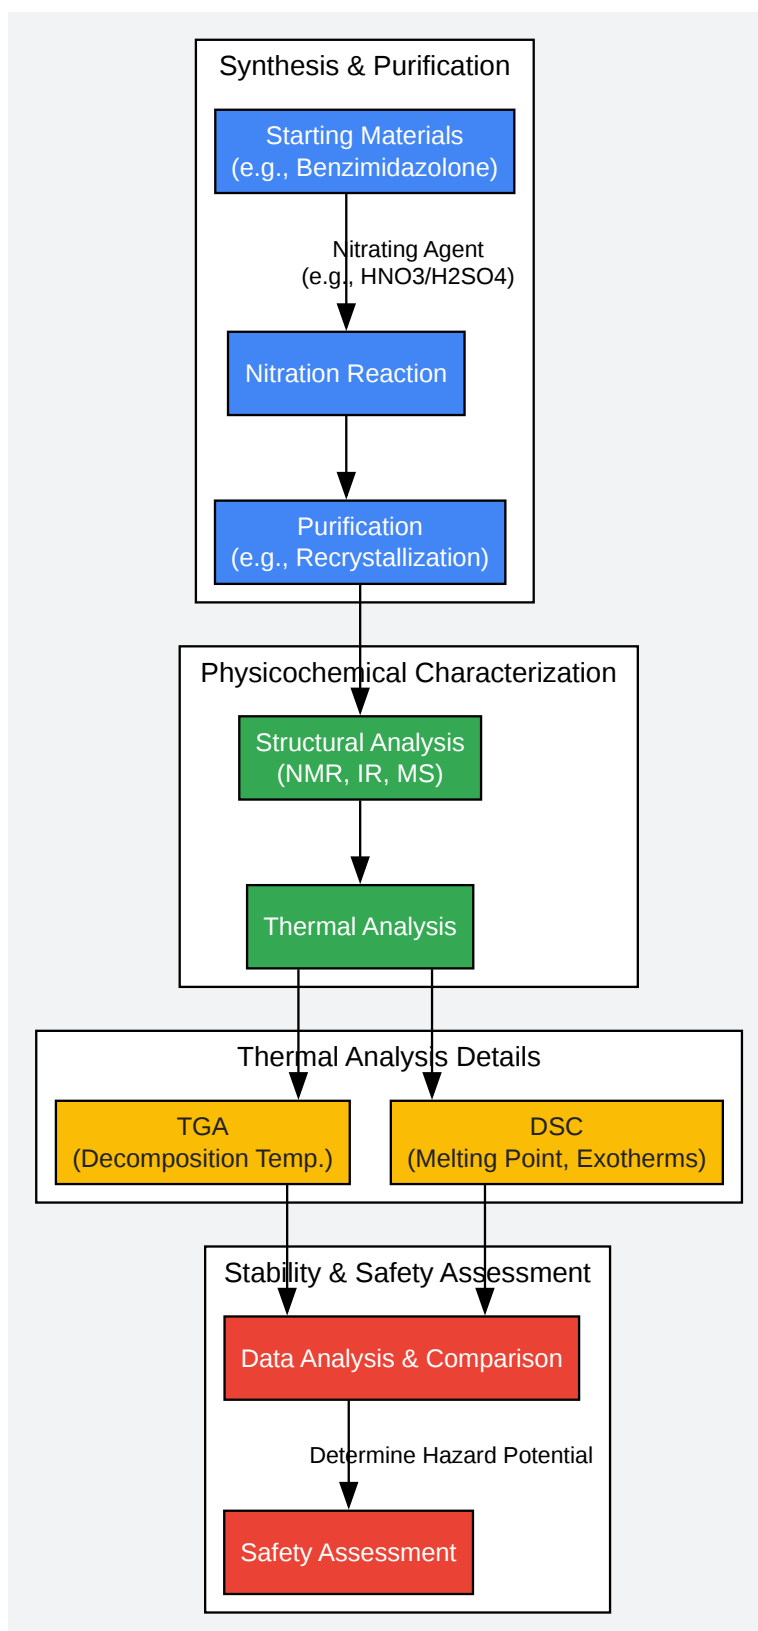 Synthesis & Purification
Starting Materials
(e.g., Benzimidazolone)
Nitrating Agent
(e.g., HNO3/H2SO4)
Nitration Reaction
Purification
(e.g., Recrystallization)
Physicochemical Characterization
Structural Analysis
(NMR, IR, MS)
Thermal Analysis
Thermal Analysis Details
TGA
(Decomposition Temp.)
DSC
(Melting Point, Exotherms)
Stability & Safety Assessment
Data Analysis & Comparison
Determine Hazard Potential
Safety Assessment